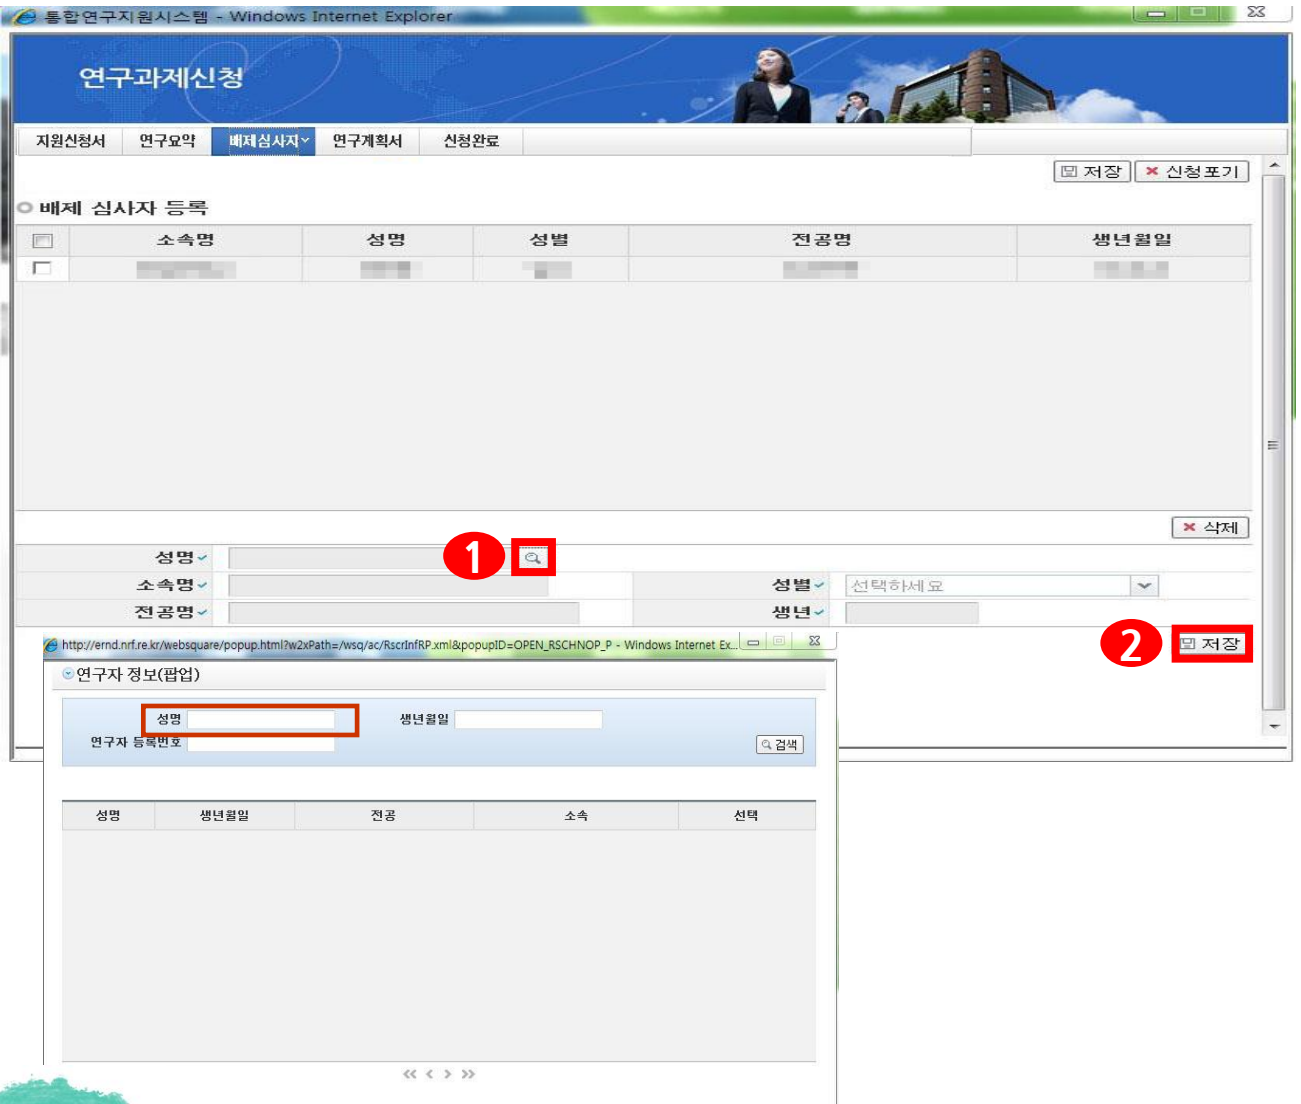 통합연구지원시스템 - Windows Internet Explorer
연구과제신청
지원신청서 연구요약 배제심사자 연구계획서 신청완료
저장 신청포기
배제 심사자 등록
소속명 성명 성별 전공명 생년월일
삭제
성명 1
소속명 성별 선택하세요
전공명 생년
2 저장
http://ernd.nrf.re.kr/websquare/popup.html?w2xPath=/wsq/ac/RscrInfRP.xml&popupID=OPEN_RSCHNOP_P - Windows Internet Ex...
연구자 정보(팝업)
성명 생년월일
연구자 등록번호 검색
성명 생년월일 전공 소속 선택